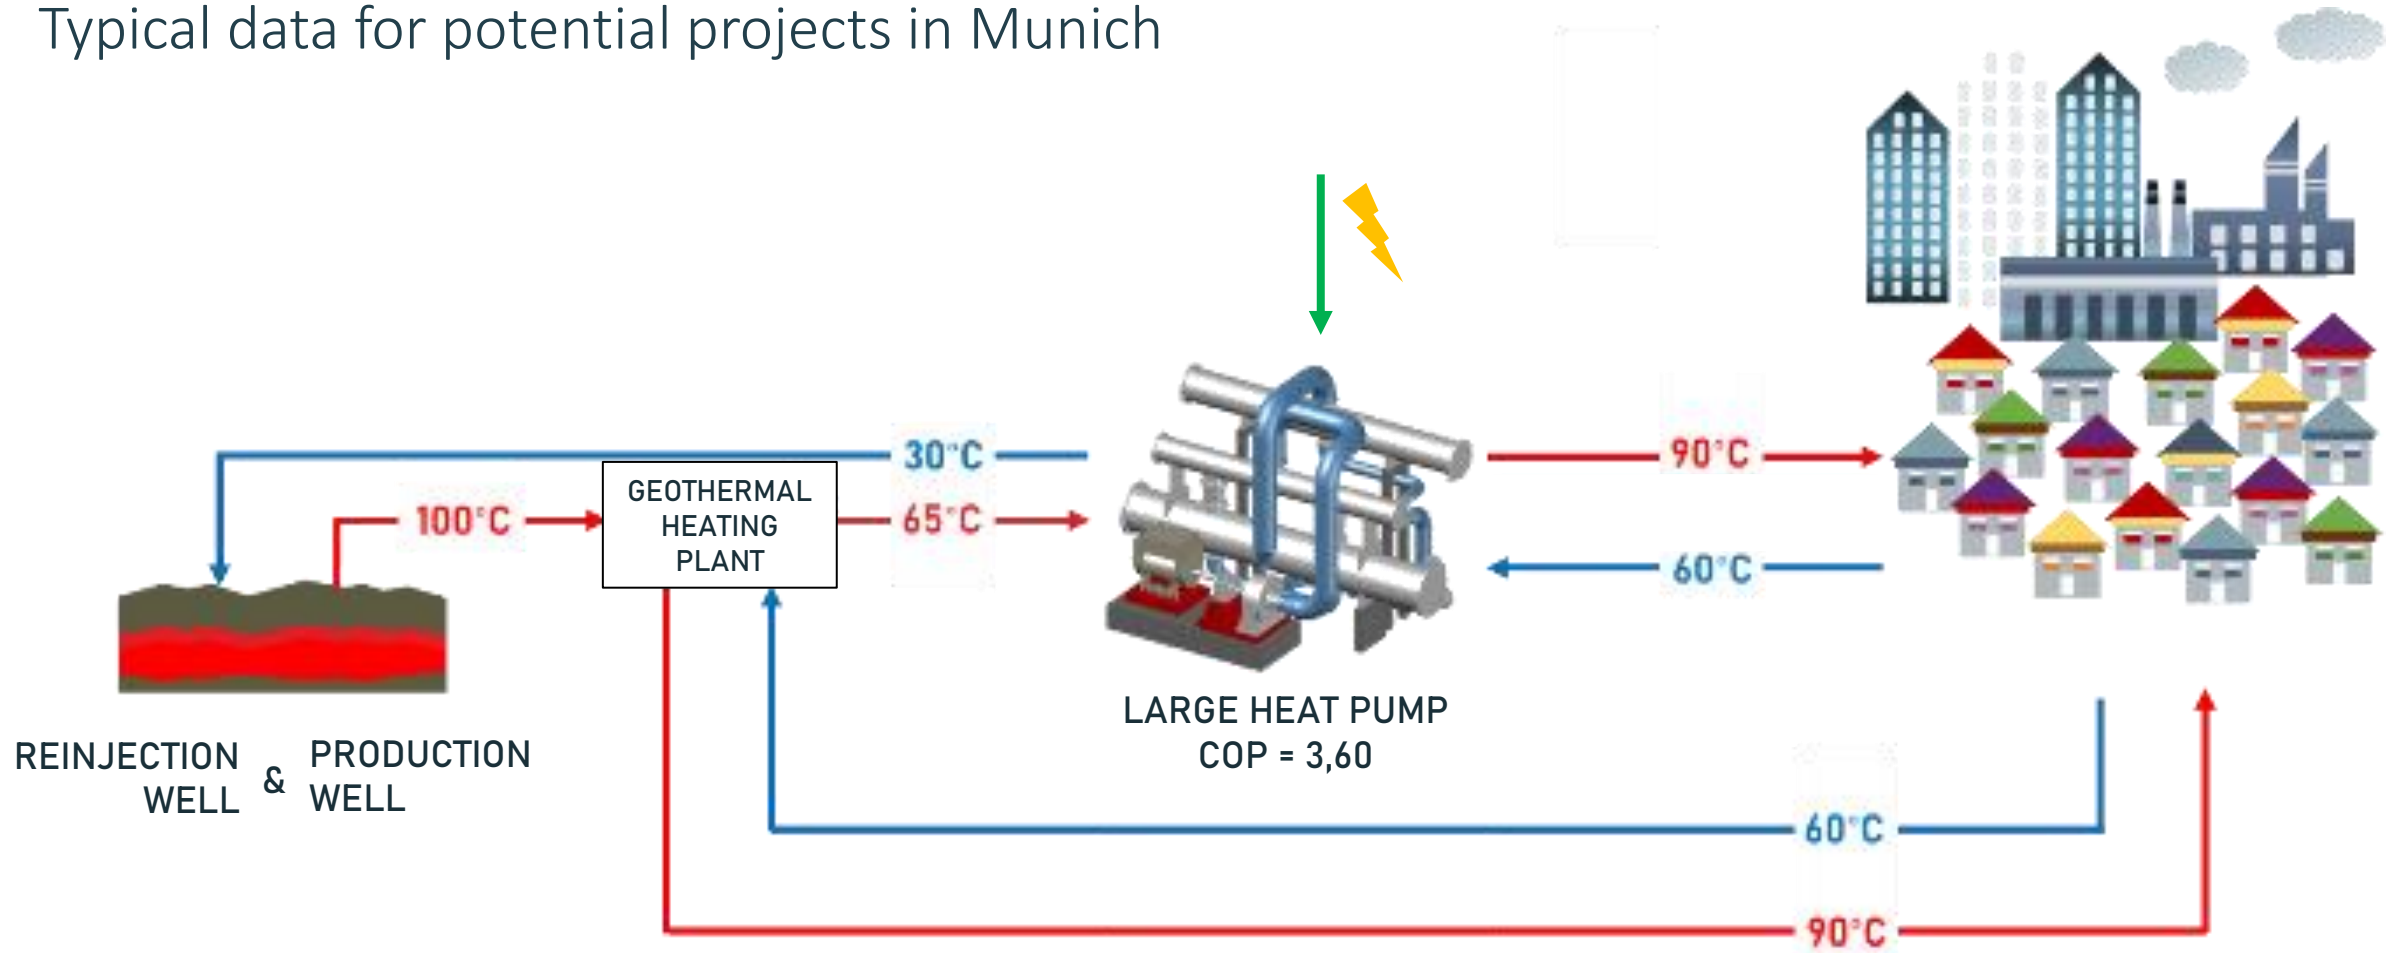 Typical data for potential projects in Munich
30°C
100°C
GEOTHERMAL
HEATING
PLANT
65°C
90°C
60°C
LARGE HEAT PUMP
COP = 3,60
REINJECTION
WELL
&
PRODUCTION
WELL
60°C
90°C